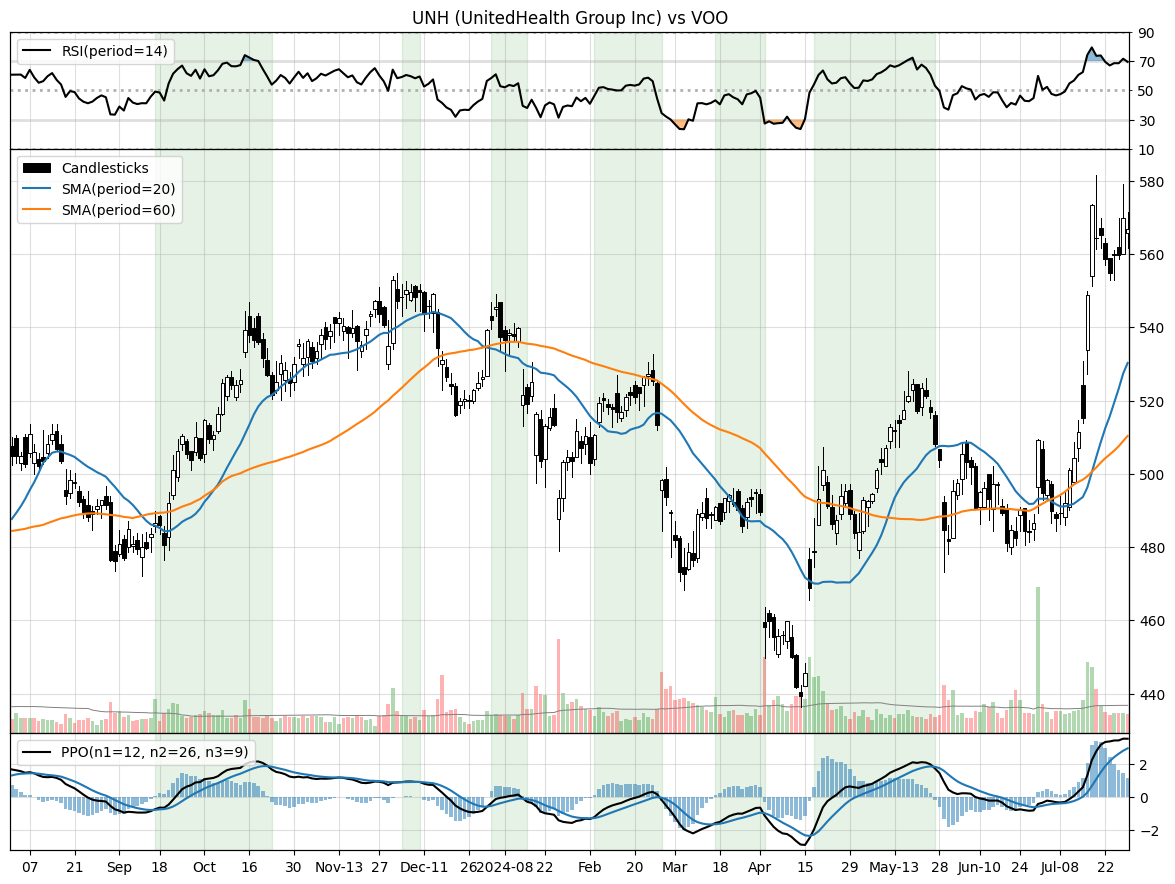 UNH (UnitedHealth Group Inc) vs VOO
RSI(period=14)
90
70
50
30
10
Candlesticks
SMA(period=20)
SMA(period=60)
580
560
540
520
500
480
460
440
PPO(n1=12, n2=26, n3=9)
2
0
−2
07 21 Sep 18 Oct 16 30 Nov-13 27 Dec-11 26 2024-08 22 Feb 20 Mar 18 Apr 15 29 May-13 28 Jun-10 24 Jul-08 22